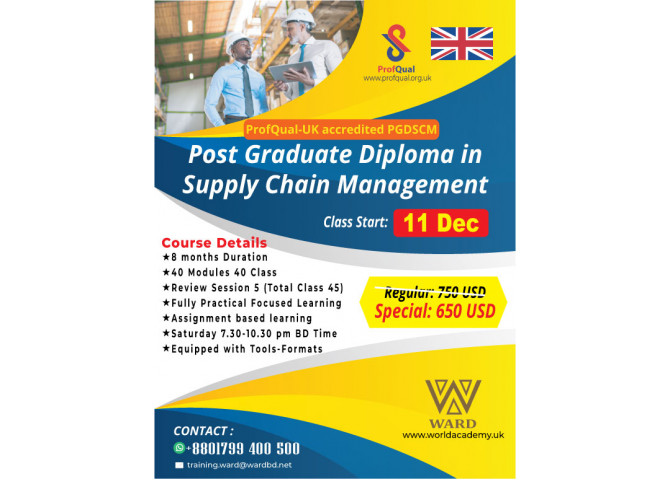 ProfQual
www.profqual.org.uk
ProfQual-UK accredited PGDSCM
Post Graduate Diploma in
Supply Chain Management
Class Start: 11 Dec
Course Details
★8 months Duration
★40 Modules 40 Class
★Review Session 5 (Total Class 45)
★Fully Practical Focused Learning
★Assignment based learning
★Saturday 7.30-10.30 pm BD Time
★Equipped with Tools-Formats
Regular: 750 USD
Special: 650 USD
WARD
www.worldacademy.uk
CONTACT :
+8801799 400 500
training.ward@wardbd.net